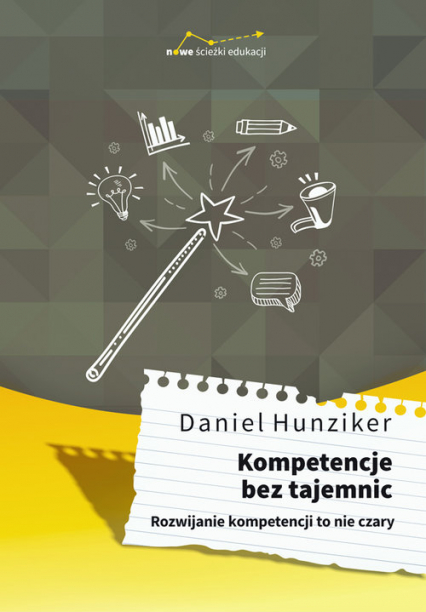 nowe ścieżki edukacji
Daniel Hunziker
Kompetencje
bez tajemnic
Rozwijanie kompetencji to nie czary